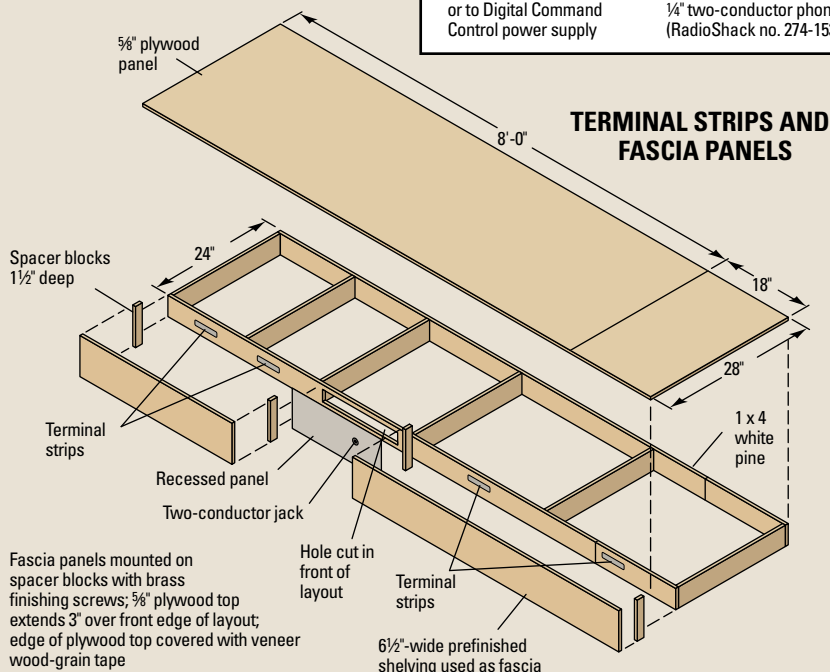 or to Digital Command
Control power supply
¼" two-conductor phon
(RadioShack no. 274-153
⅝" plywood
panel
8'-0"
TERMINAL STRIPS AND
FASCIA PANELS
Spacer blocks
1½" deep
24"
18"
28"
1 x 4
white
pine
Terminal
strips
Recessed panel
Two-conductor jack
Hole cut in
front of
layout
Terminal
strips
Fascia panels mounted on
spacer blocks with brass
finishing screws; ⅝" plywood top
extends 3" over front edge of layout;
edge of plywood top covered with veneer
wood-grain tape
6½"-wide prefinished
shelving used as fascia